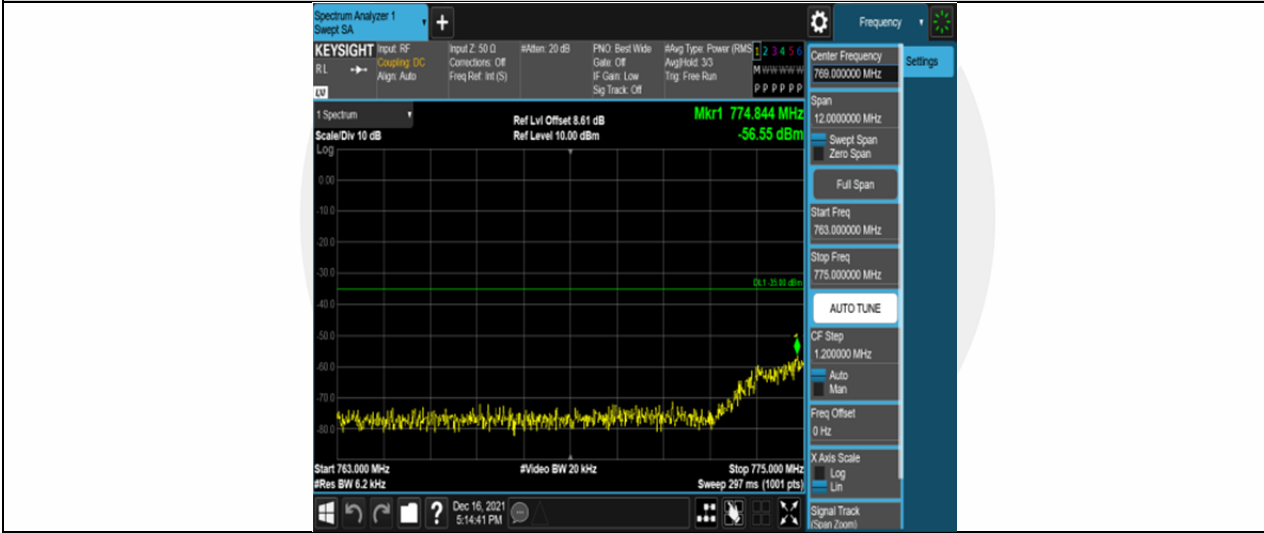 Spectrum Analyzer 1
Swept SA
+
Frequency
KEYSIGHT
RL
Input: RF
Coupling: DC
Align: Auto
Input Z: 50 Ω
Corrections: Off
Freq Ref: Int (S)
#Atten: 20 dB
PNO: Best Wide
Gate: Off
IF Gain: Low
Sig Track: Off
#Avg Type: Power (RMS
Avg|Hold: 3/3
Trig: Free Run
1 2 3 4 5 6
M W W W W W
P P P P P P
1 Spectrum
Scale/Div 10 dB
Ref Lvl Offset 8.61 dB
Ref Level 10.00 dBm
Mkr1 774.844 MHz
-56.55 dBm
Log
0.00
-10.0
-20.0
-30.0
DL1 -35.00 dBm
-40.0
-50.0
-60.0
-70.0
-80.0
Start 763.000 MHz
#Video BW 20 kHz
Stop 775.000 MHz
#Res BW 6.2 kHz
Sweep 297 ms (1001 pts)
?
Dec 16, 2021
5:14:41 PM
Center Frequency
769.000000 MHz
Settings
Span
12.0000000 MHz
Swept Span
Zero Span
Full Span
Start Freq
763.000000 MHz
Stop Freq
775.000000 MHz
AUTO TUNE
CF Step
1.200000 MHz
Auto
Man
Freq Offset
0 Hz
X Axis Scale
Log
Lin
Signal Track
(Span Zoom)